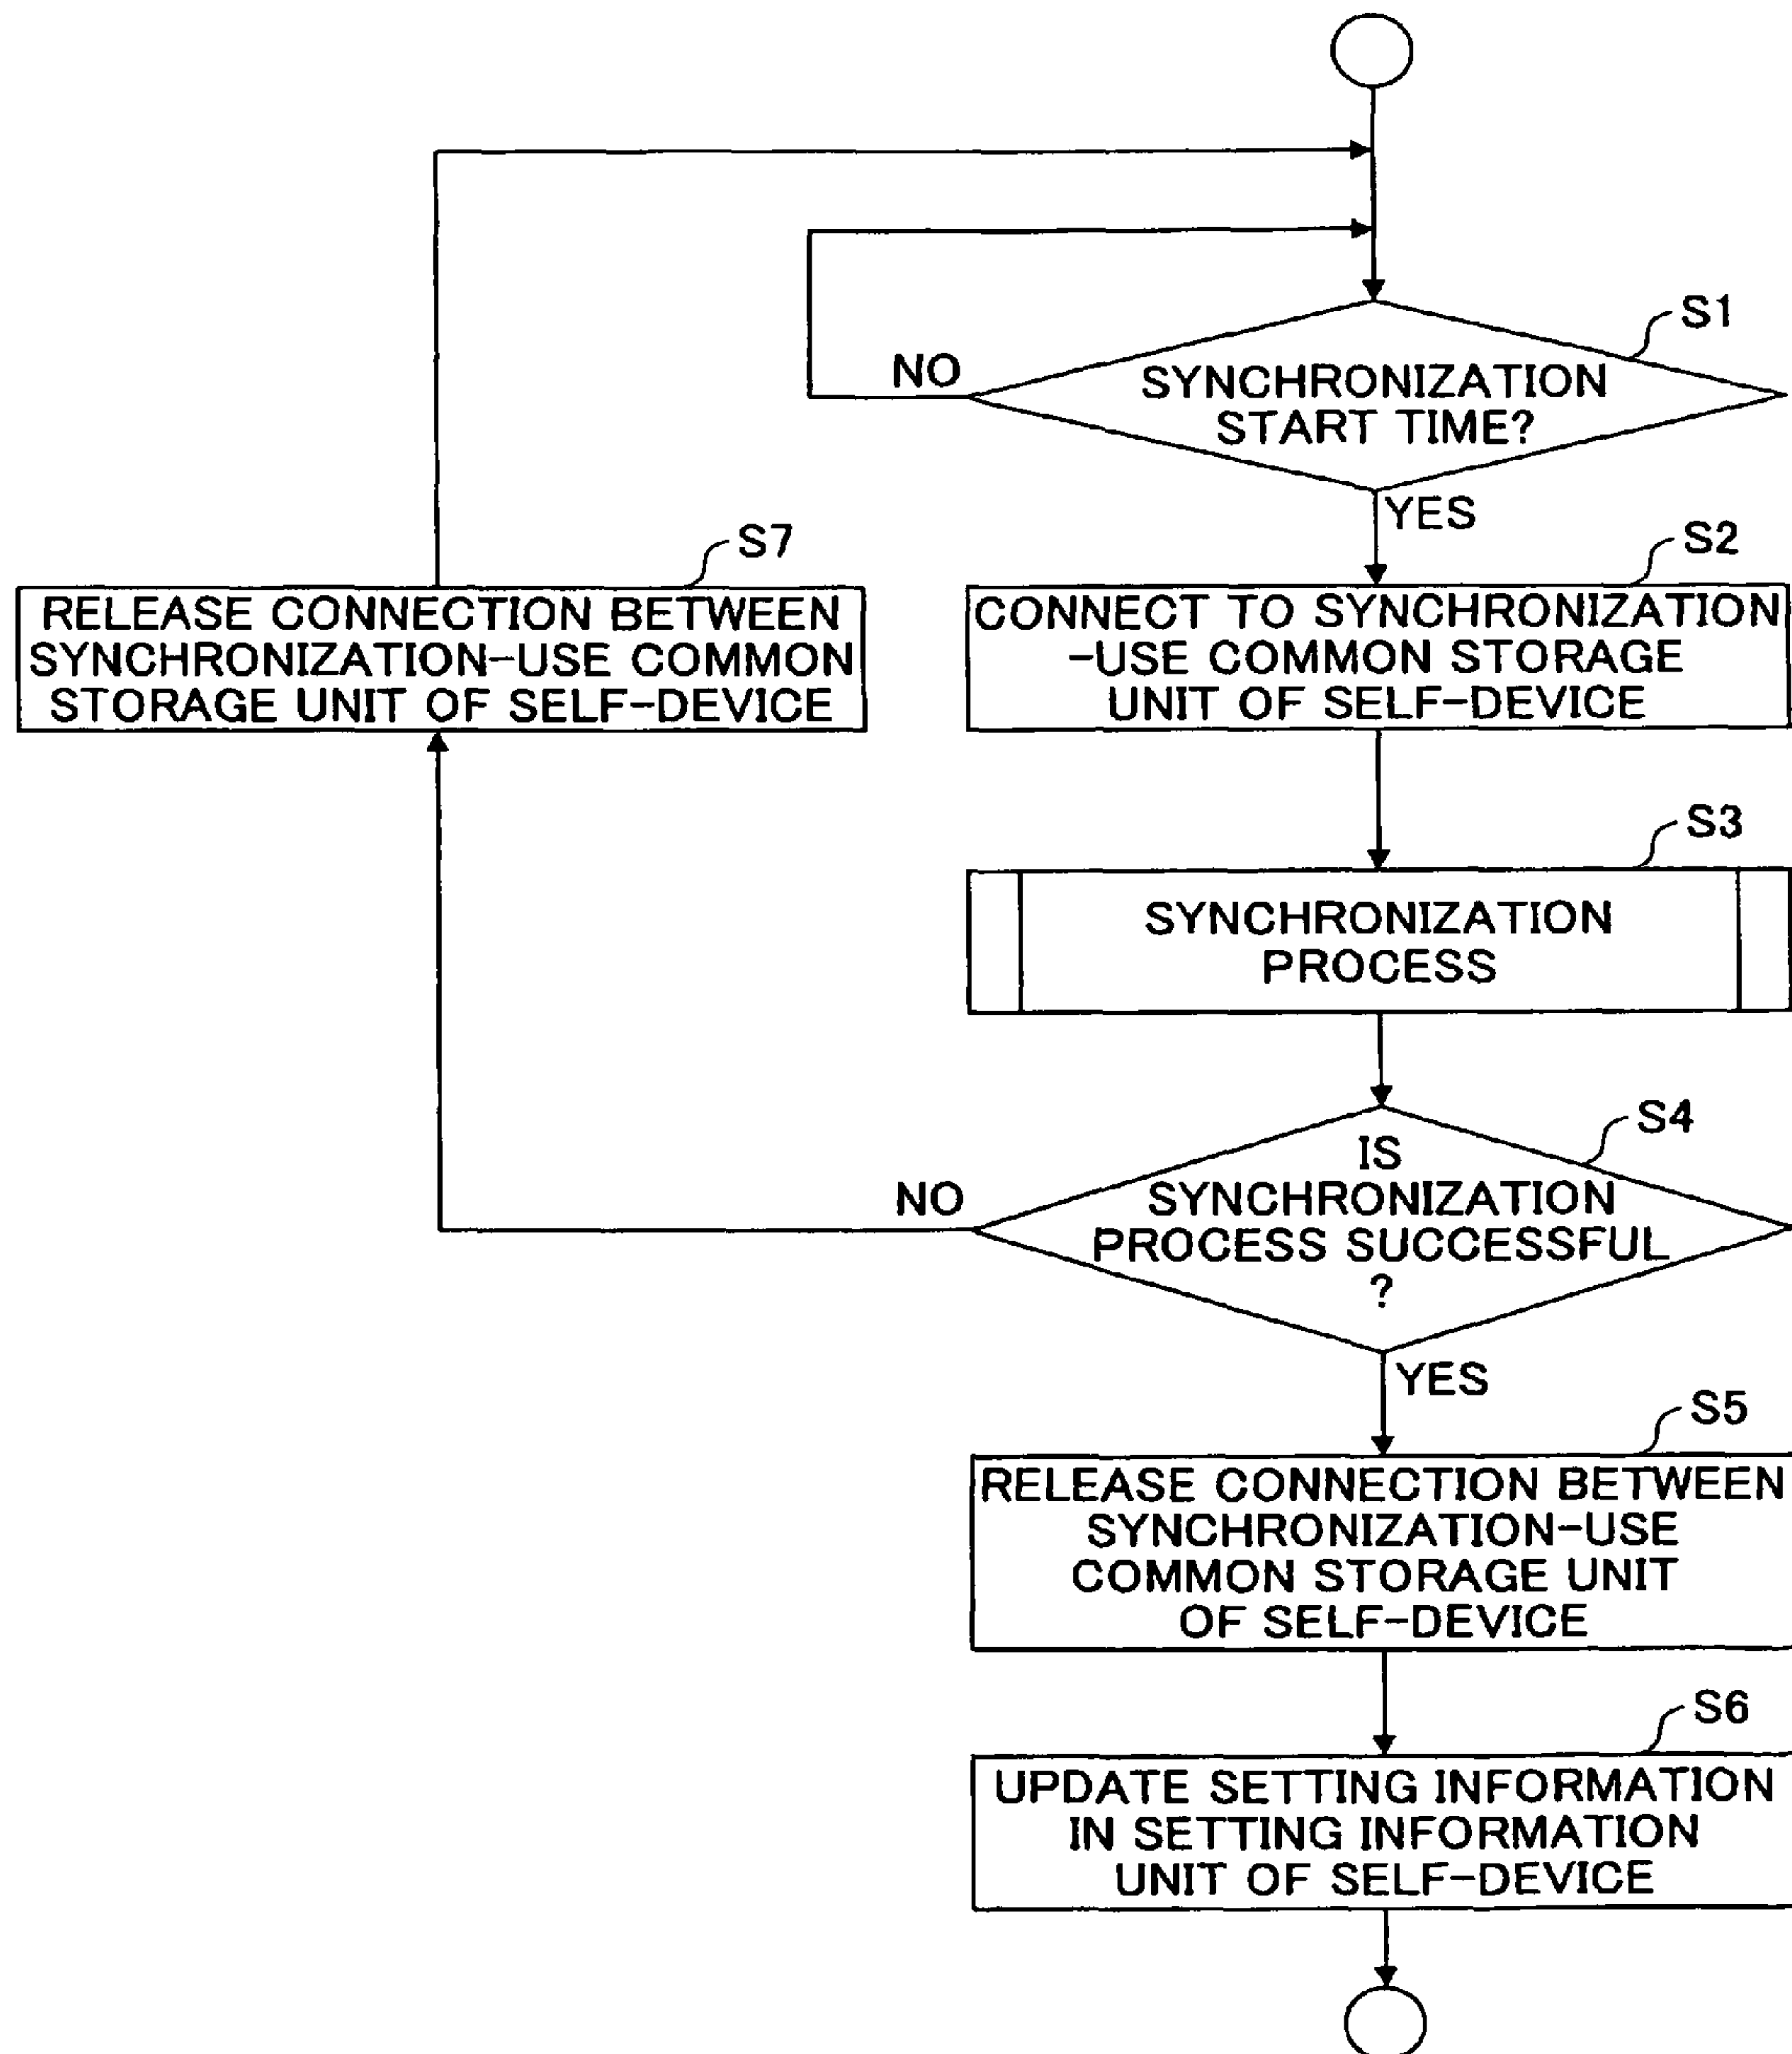 S1
SYNCHRONIZATION
START TIME?
NO
YES
S2
CONNECT TO SYNCHRONIZATION
-USE COMMON STORAGE
UNIT OF SELF-DEVICE
S7
RELEASE CONNECTION BETWEEN
SYNCHRONIZATION-USE COMMON
STORAGE UNIT OF SELF-DEVICE
S3
SYNCHRONIZATION
PROCESS
S4
IS
SYNCHRONIZATION
PROCESS SUCCESSFUL
?
NO
YES
S5
RELEASE CONNECTION BETWEEN
SYNCHRONIZATION-USE
COMMON STORAGE UNIT
OF SELF-DEVICE
S6
UPDATE SETTING INFORMATION
IN SETTING INFORMATION
UNIT OF SELF-DEVICE